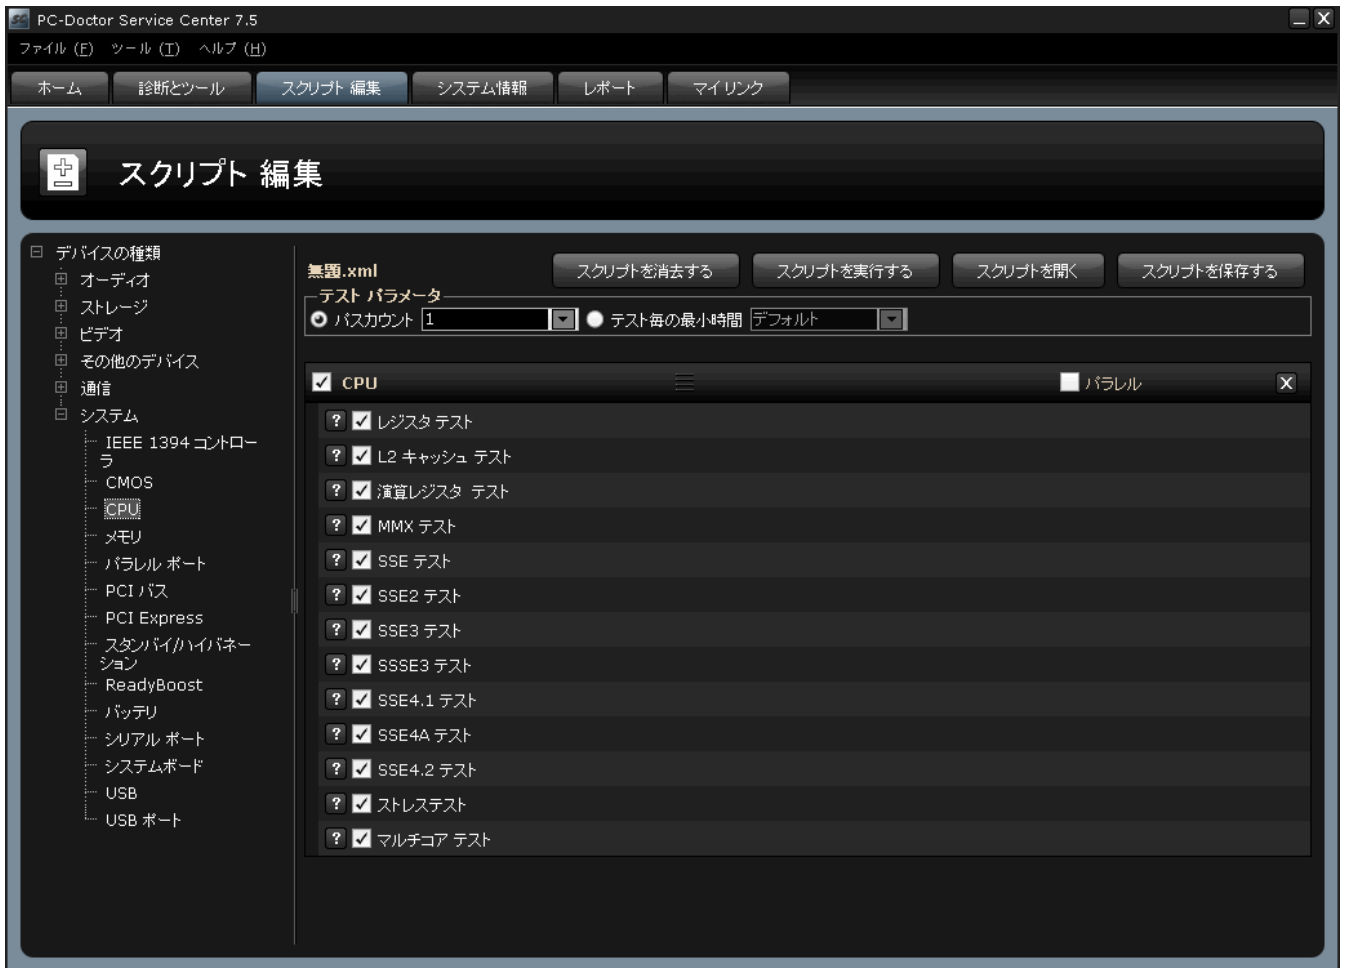 PC-Doctor Service Center 7.5
ファイル (F) ツール (T) ヘルプ (H)
ホーム 診断とツール スクリプト 編集 システム情報 レポート マイ リンク
スクリプト 編集
デバイスの種類
オーディオ
ストレージ
ビデオ
その他のデバイス
通信
システム
IEEE 1394 コントロー
ラ
CMOS
CPU
メモリ
パラレル ポート
PCI バス
PCI Express
スタンバイ/ハイバネー
ション
ReadyBoost
バッテリ
シリアル ポート
システムボード
USB
USB ポート
無題.xml スクリプトを消去する スクリプトを実行する スクリプトを開く スクリプトを保存する
テスト パラメータ
パスカウント 1 テスト毎の最小時間 デフォルト
CPU パラレル X
? レジスタ テスト
? L2 キャッシュ テスト
? 演算レジスタ テスト
? MMX テスト
? SSE テスト
? SSE2 テスト
? SSE3 テスト
? SSSE3 テスト
? SSE4.1 テスト
? SSE4A テスト
? SSE4.2 テスト
? ストレステスト
? マルチコア テスト